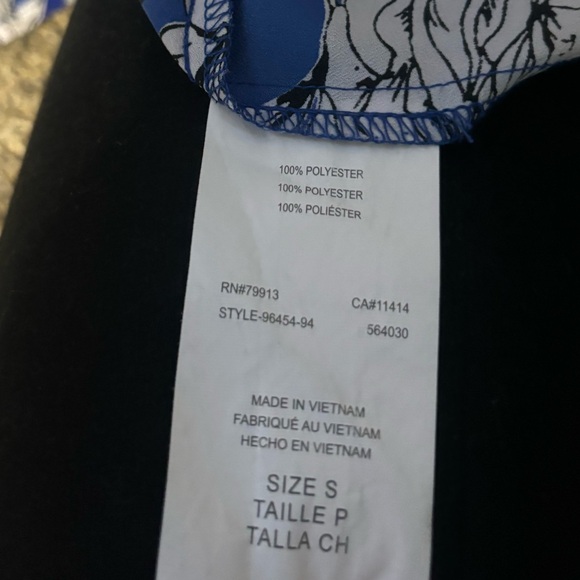 100% POLYESTER
100% POLYESTER
100% POLIÉSTER
RN#79913 CA#11414
STYLE-96454-94 564030
MADE IN VIETNAM
FABRIQUÉ AU VIETNAM
HECHO EN VIETNAM
SIZE S
TAILLE P
TALLA CH